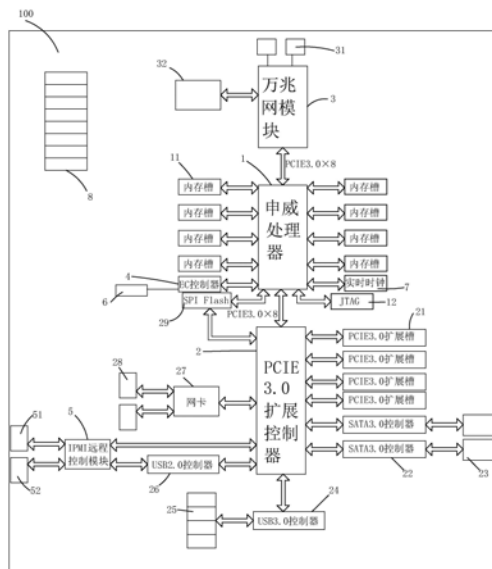 100
31
32
万兆
网模
块
3
8
PCIE3.0×8
11
1
内存槽
内存槽
申威
处理
器
内存槽
内存槽
内存槽
内存槽
内存槽
内存槽
4
EC控制器
实时时钟
7
6
SPI Flash
JTAG
12
29
PCIE3.0×8
21
2
PCIE
3.0
扩展
控制
器
PCIE3.0扩展槽
PCIE3.0扩展槽
PCIE3.0扩展槽
PCIE3.0扩展槽
28
27
网卡
51
5
SATA3.0控制器
IPMI远程
控制模块
SATA3.0控制器
52
USB2.0控制器
26
22
23
24
25
USB3.0控制器